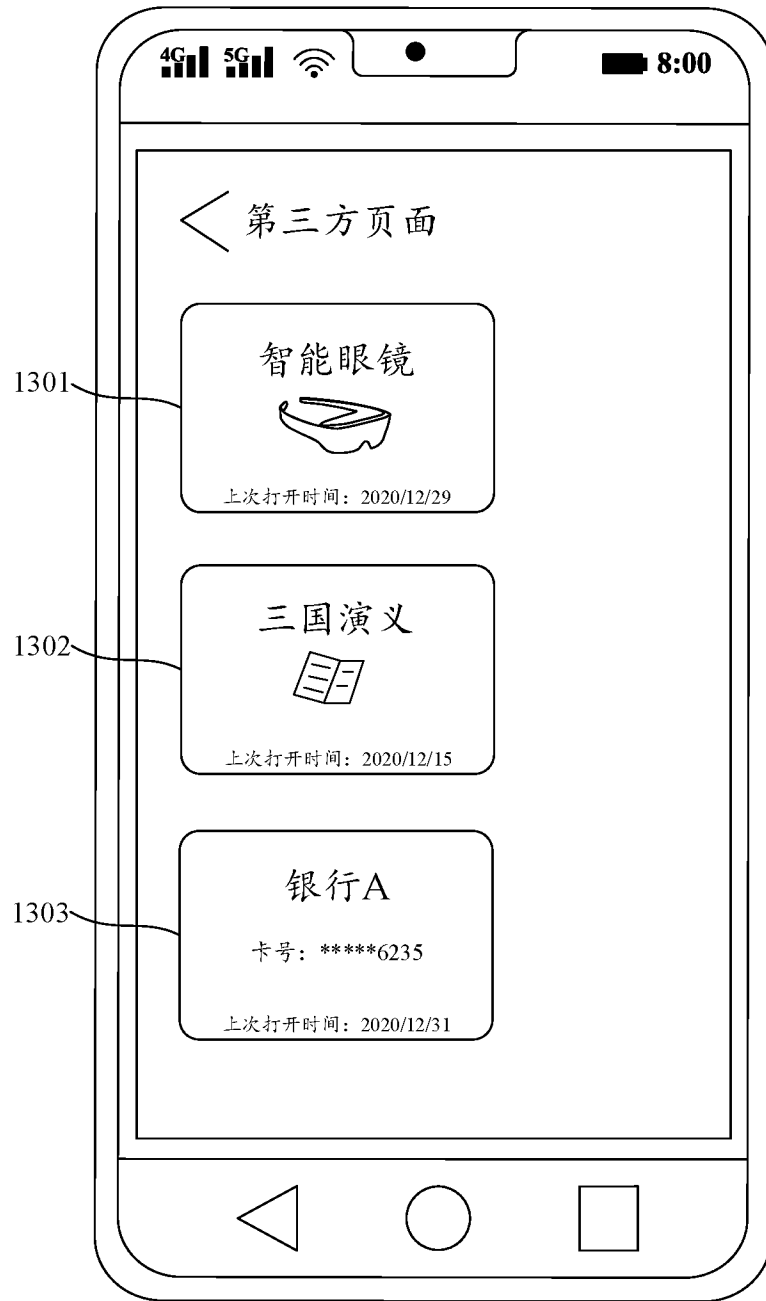 4G 5G 8:00
第三方页面
智能眼镜
1301
上次打开时间：2020/12/29
三国演义
1302
上次打开时间：2020/12/15
银行A
1303
卡号：*****6235
上次打开时间：2020/12/31